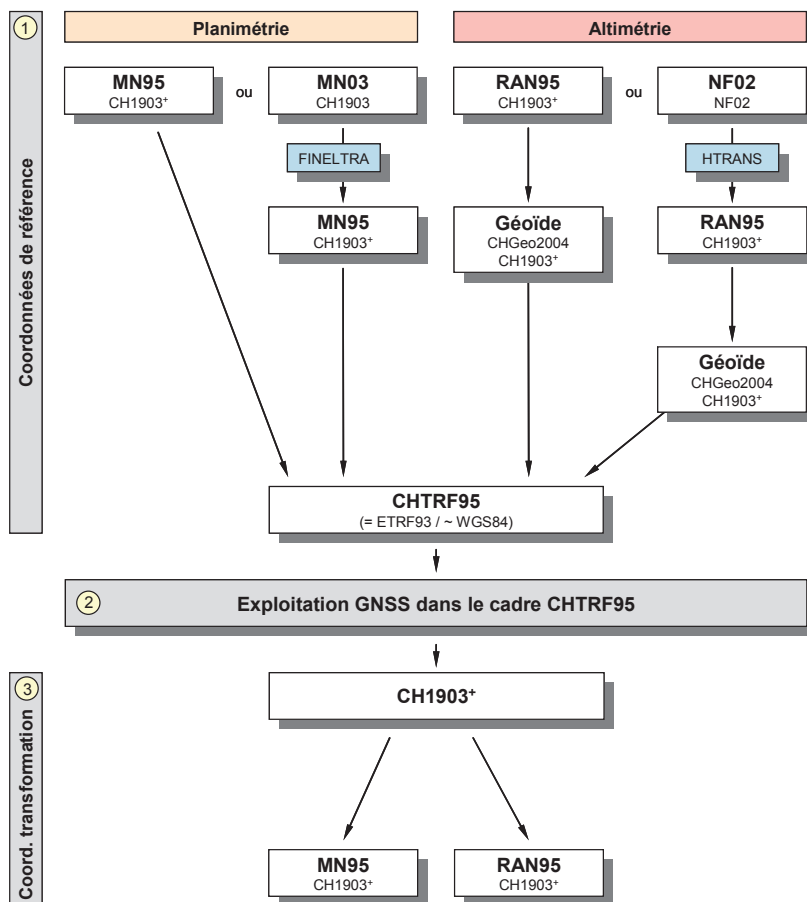 1
Planimétrie
Altimétrie
Coordonnées de référence
MN95
CH1903+
ou
MN03
CH1903
RAN95
CH1903+
ou
NF02
NF02
FINELTRA
HTRANS
MN95
CH1903+
Géoïde
CHGeo2004
CH1903+
RAN95
CH1903+
Géoïde
CHGeo2004
CH1903+
CHTRF95
(= ETRF93 / ~ WGS84)
2
Exploitation GNSS dans le cadre CHTRF95
3
Coord. transformation
CH1903+
MN95
CH1903+
RAN95
CH1903+